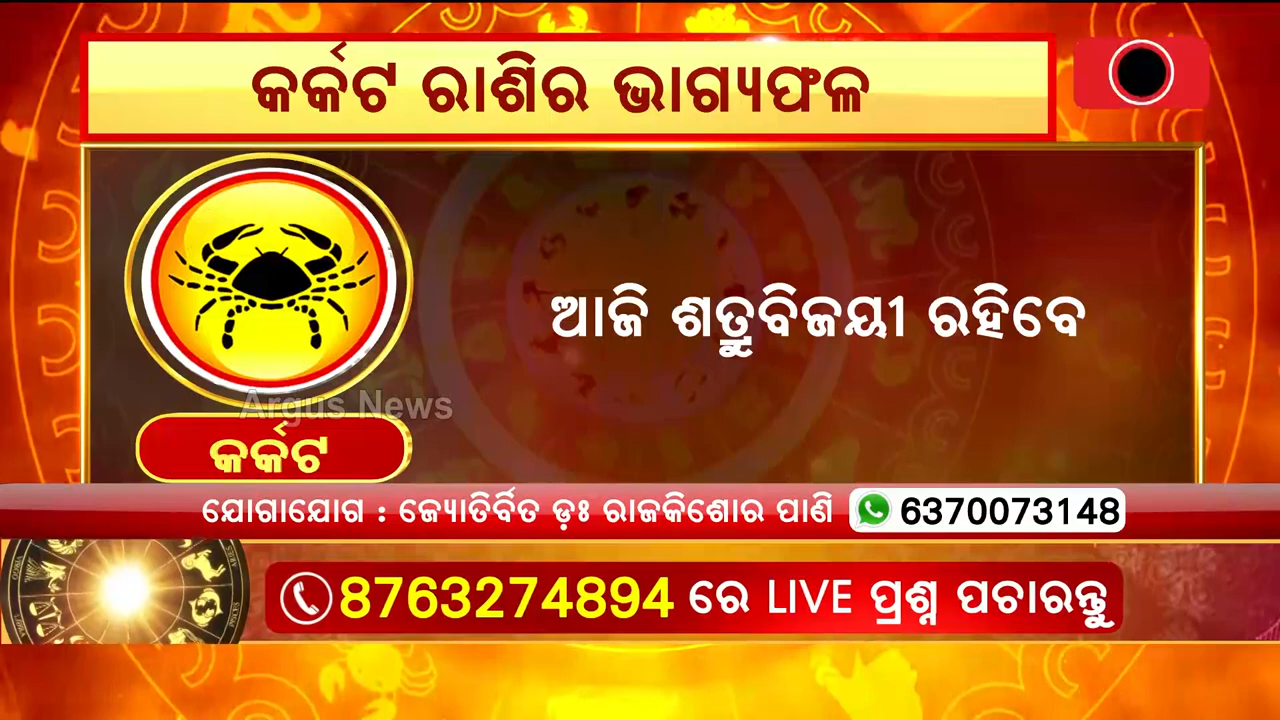 କର୍କଟ ରାଶିର ଭାଗ୍ୟଫଳ
ଆଜି ଶତ୍ରୁବିଜୟୀ ରହିବେ
Argus News
କର୍କଟ
ଯୋଗାଯୋଗ : ଜ୍ୟୋତିର୍ବିତ ଡ଼ଃ ରାଜକିଶୋର ପାଣି 6370073148
8763274894 ରେ LIVE ପ୍ରଶ୍ନ ପଚାରନ୍ତୁ